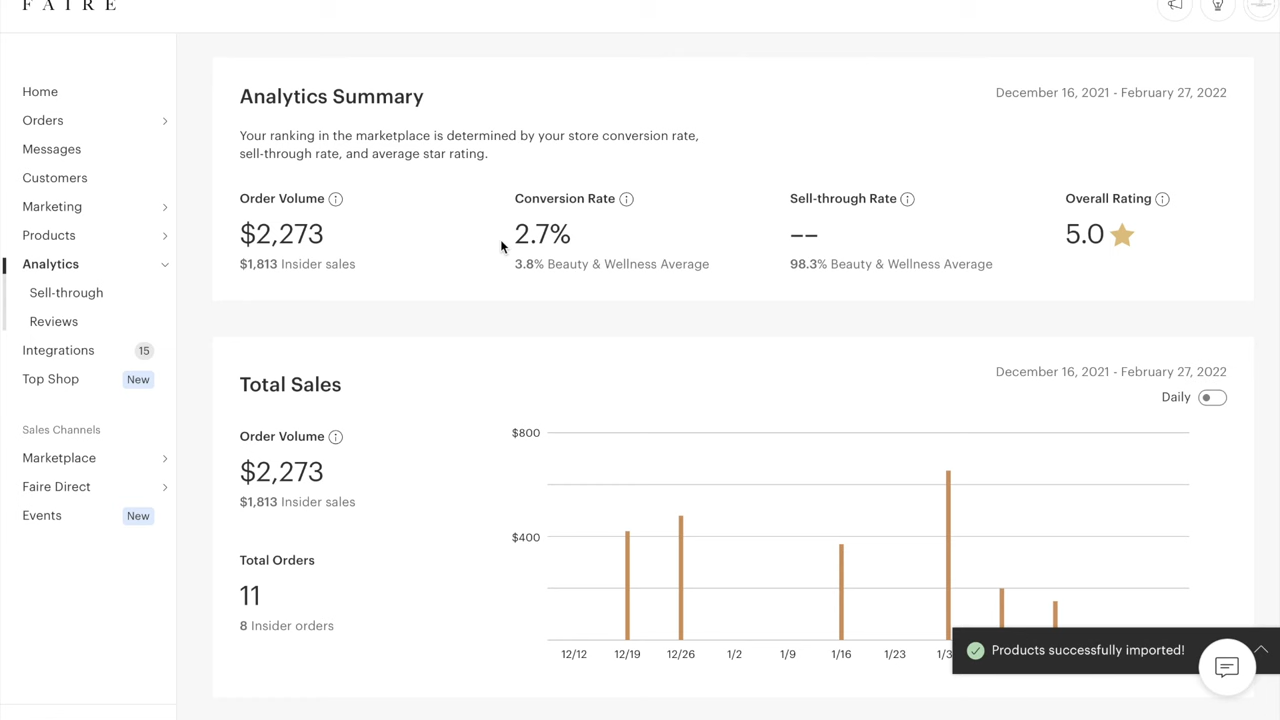 FAIRE
Home
Orders
Messages
Customers
Marketing
Products
Analytics
Sell-through
Reviews
Integrations 15
Top Shop New
Sales Channels
Marketplace
Faire Direct
Events New
Analytics Summary
December 16, 2021 - February 27, 2022
Your ranking in the marketplace is determined by your store conversion rate,
sell-through rate, and average star rating.
Order Volume
$2,273
$1,813 Insider sales
Conversion Rate
2.7%
3.8% Beauty & Wellness Average
Sell-through Rate
––
98.3% Beauty & Wellness Average
Overall Rating
5.0
Total Sales
December 16, 2021 - February 27, 2022
Daily
Order Volume
$2,273
$1,813 Insider sales
Total Orders
11
8 Insider orders
$800
$400
12/12 12/19 12/26 1/2 1/9 1/16 1/23 1/3
Products successfully imported!